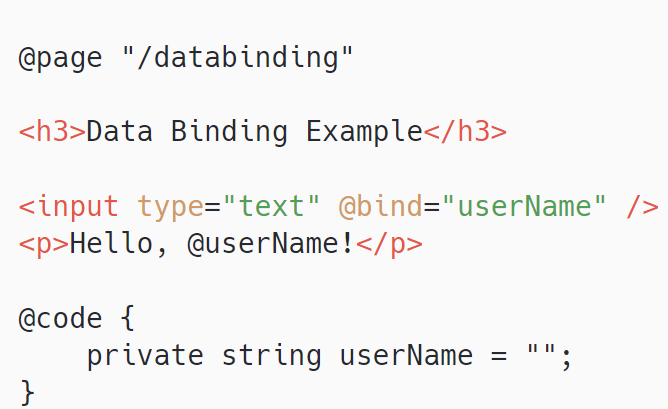 @page "/databinding"
<h3>Data Binding Example</h3>
<input type="text" @bind="userName" />
<p>Hello, @userName!</p>
@code {
    private string userName = "";
}